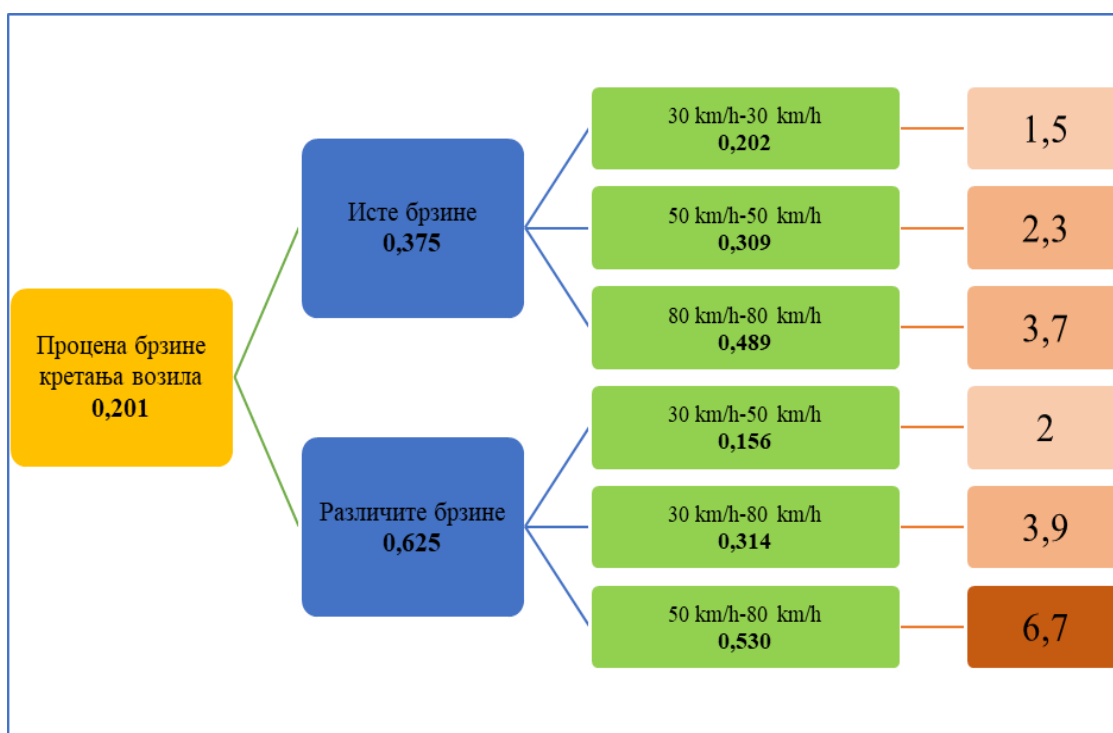 Процена брзине
кретања возила
0,201
Исте брзине
0,375
Различите брзине
0,625
30 km/h-30 km/h
0,202
50 km/h-50 km/h
0,309
80 km/h-80 km/h
0,489
30 km/h-50 km/h
0,156
30 km/h-80 km/h
0,314
50 km/h-80 km/h
0,530
1,5
2,3
3,7
2
3,9
6,7